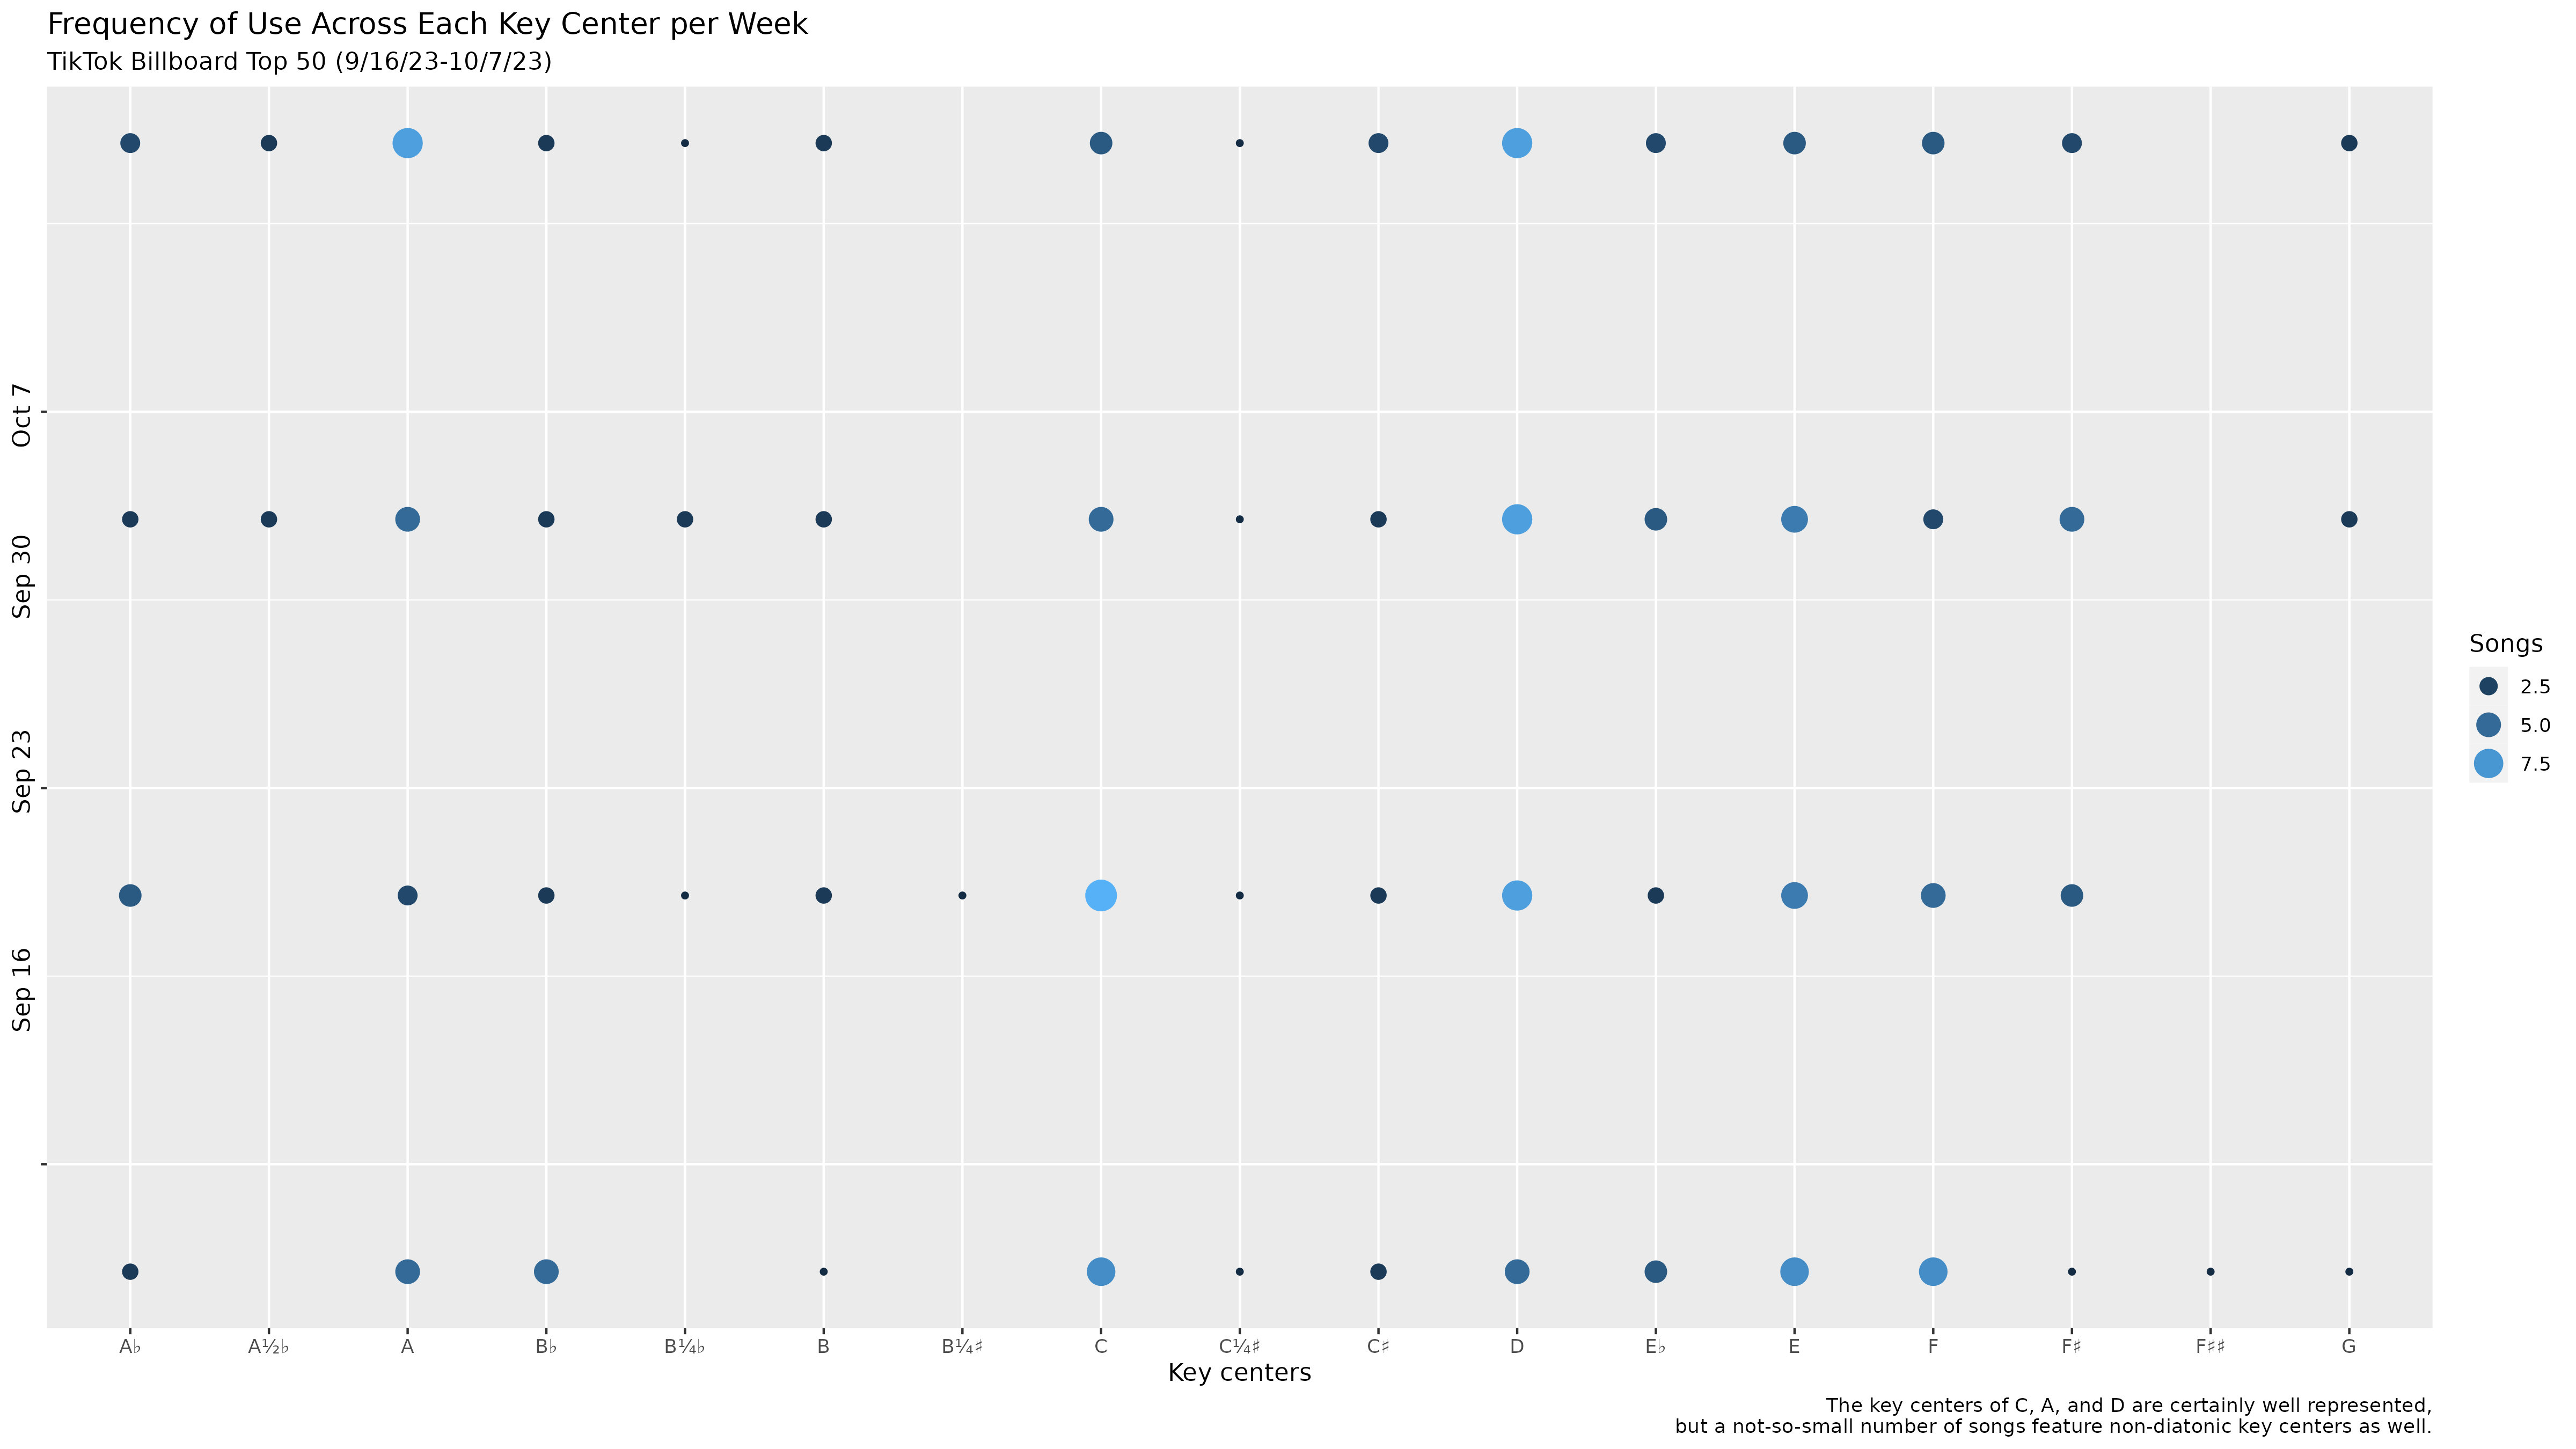 Frequency of Use Across Each Key Center per Week
TikTok Billboard Top 50 (9/16/23-10/7/23)
Oct 7
Sep 30
Sep 23
Sep 16
Songs
2.5
5.0
7.5
A♭ A½♭ A B♭ B¼♭ B B¼♯ C C¼♯ C♯ D E♭ E F F♯ F♯♯ G
Key centers
The key centers of C, A, and D are certainly well represented,
but a not-so-small number of songs feature non-diatonic key centers as well.